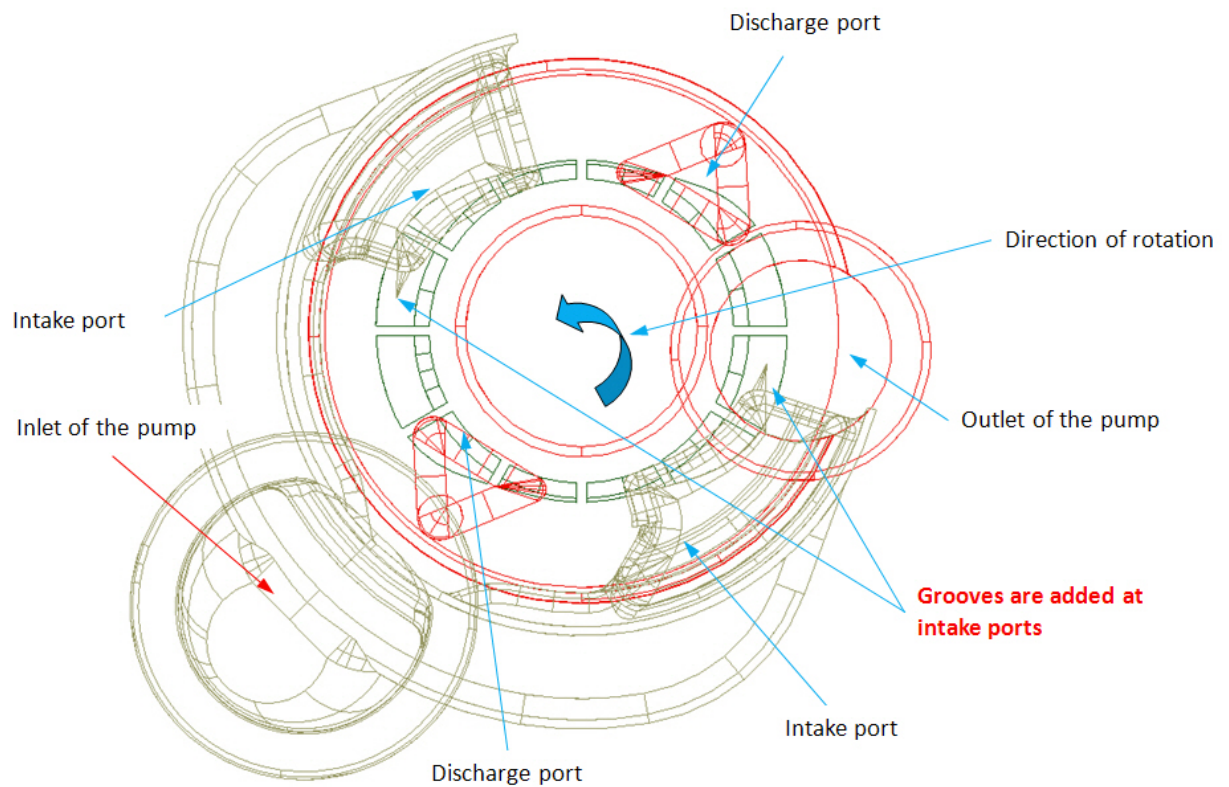 Discharge port
Direction of rotation
Intake port
Inlet of the pump
Outlet of the pump
Grooves are added at
intake ports
Intake port
Discharge port